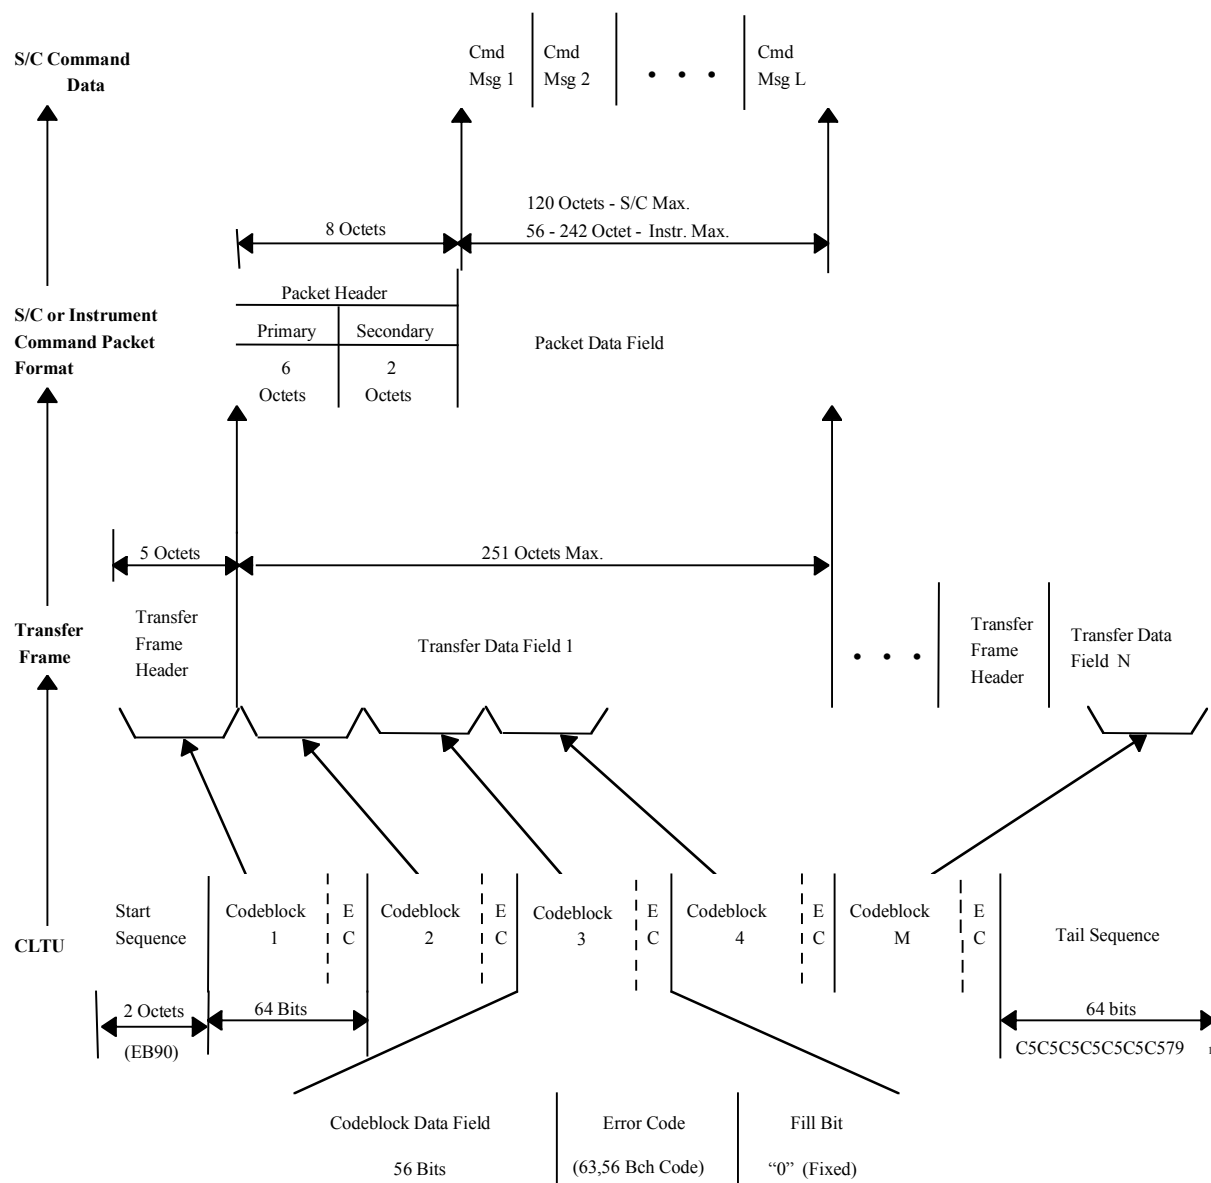 S/C Command
Data
Cmd
Msg 1
Cmd
Msg 2
• • •
Cmd
Msg L
120 Octets - S/C Max.
8 Octets
56 - 242 Octet - Instr. Max.
S/C or Instrument
Command Packet
Format
Packet Header
Primary
Secondary
6
Octets
2
Octets
Packet Data Field
5 Octets
251 Octets Max.
Transfer
Frame
Transfer
Frame
Header
Transfer Data Field 1
• • •
Transfer
Frame
Header
Transfer Data
Field N
CLTU
Start
Sequence
Codeblock
1
E
C
Codeblock
2
E
C
Codeblock
3
E
C
Codeblock
4
E
C
Codeblock
M
E
C
Tail Sequence
2 Octets
(EB90)
64 Bits
64 bits
C5C5C5C5C5C5C579
Codeblock Data Field
56 Bits
Error Code
(63,56 Bch Code)
Fill Bit
“0” (Fixed)